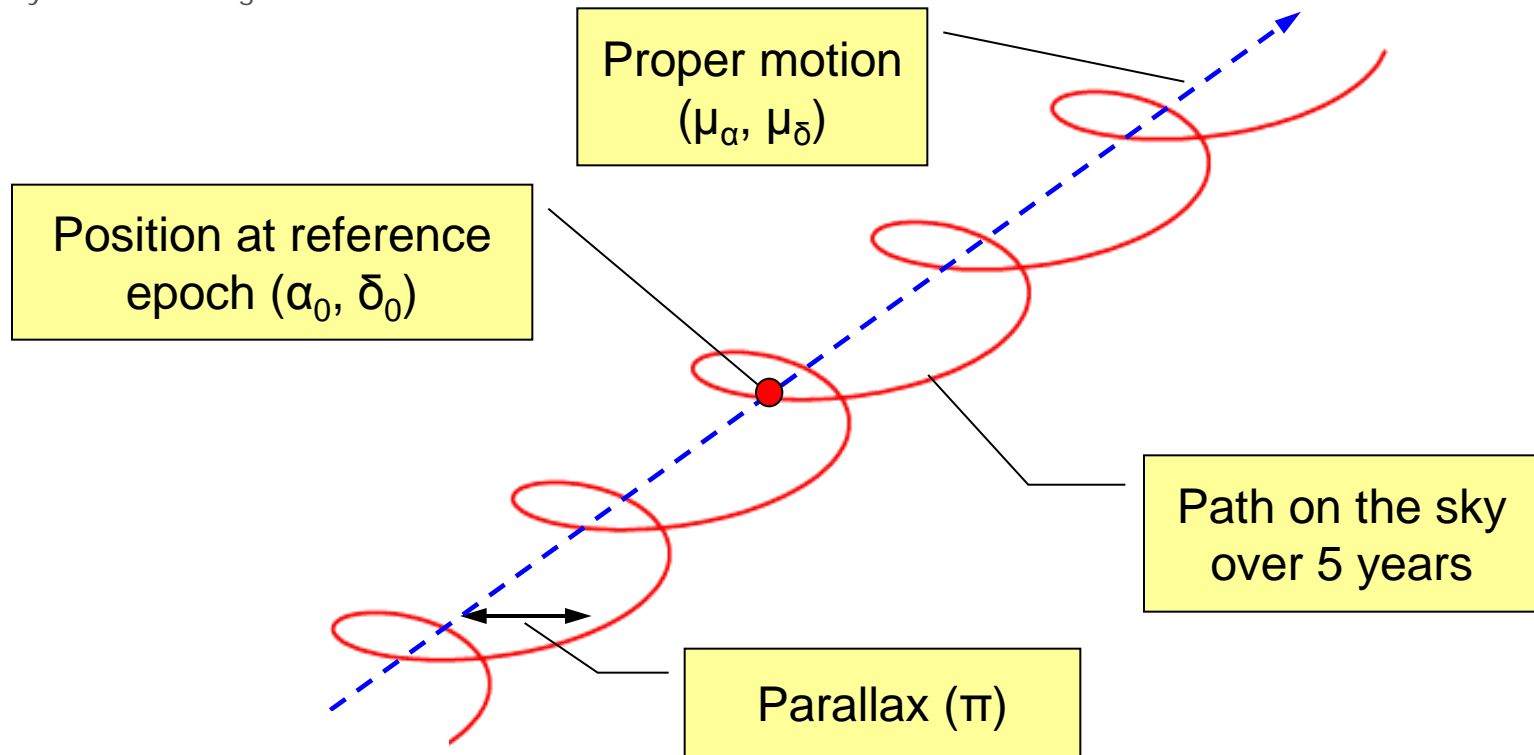 Proper motion
(μα, μδ)
Position at reference
epoch (α0, δ0)
Path on the sky
over 5 years
Parallax (π)